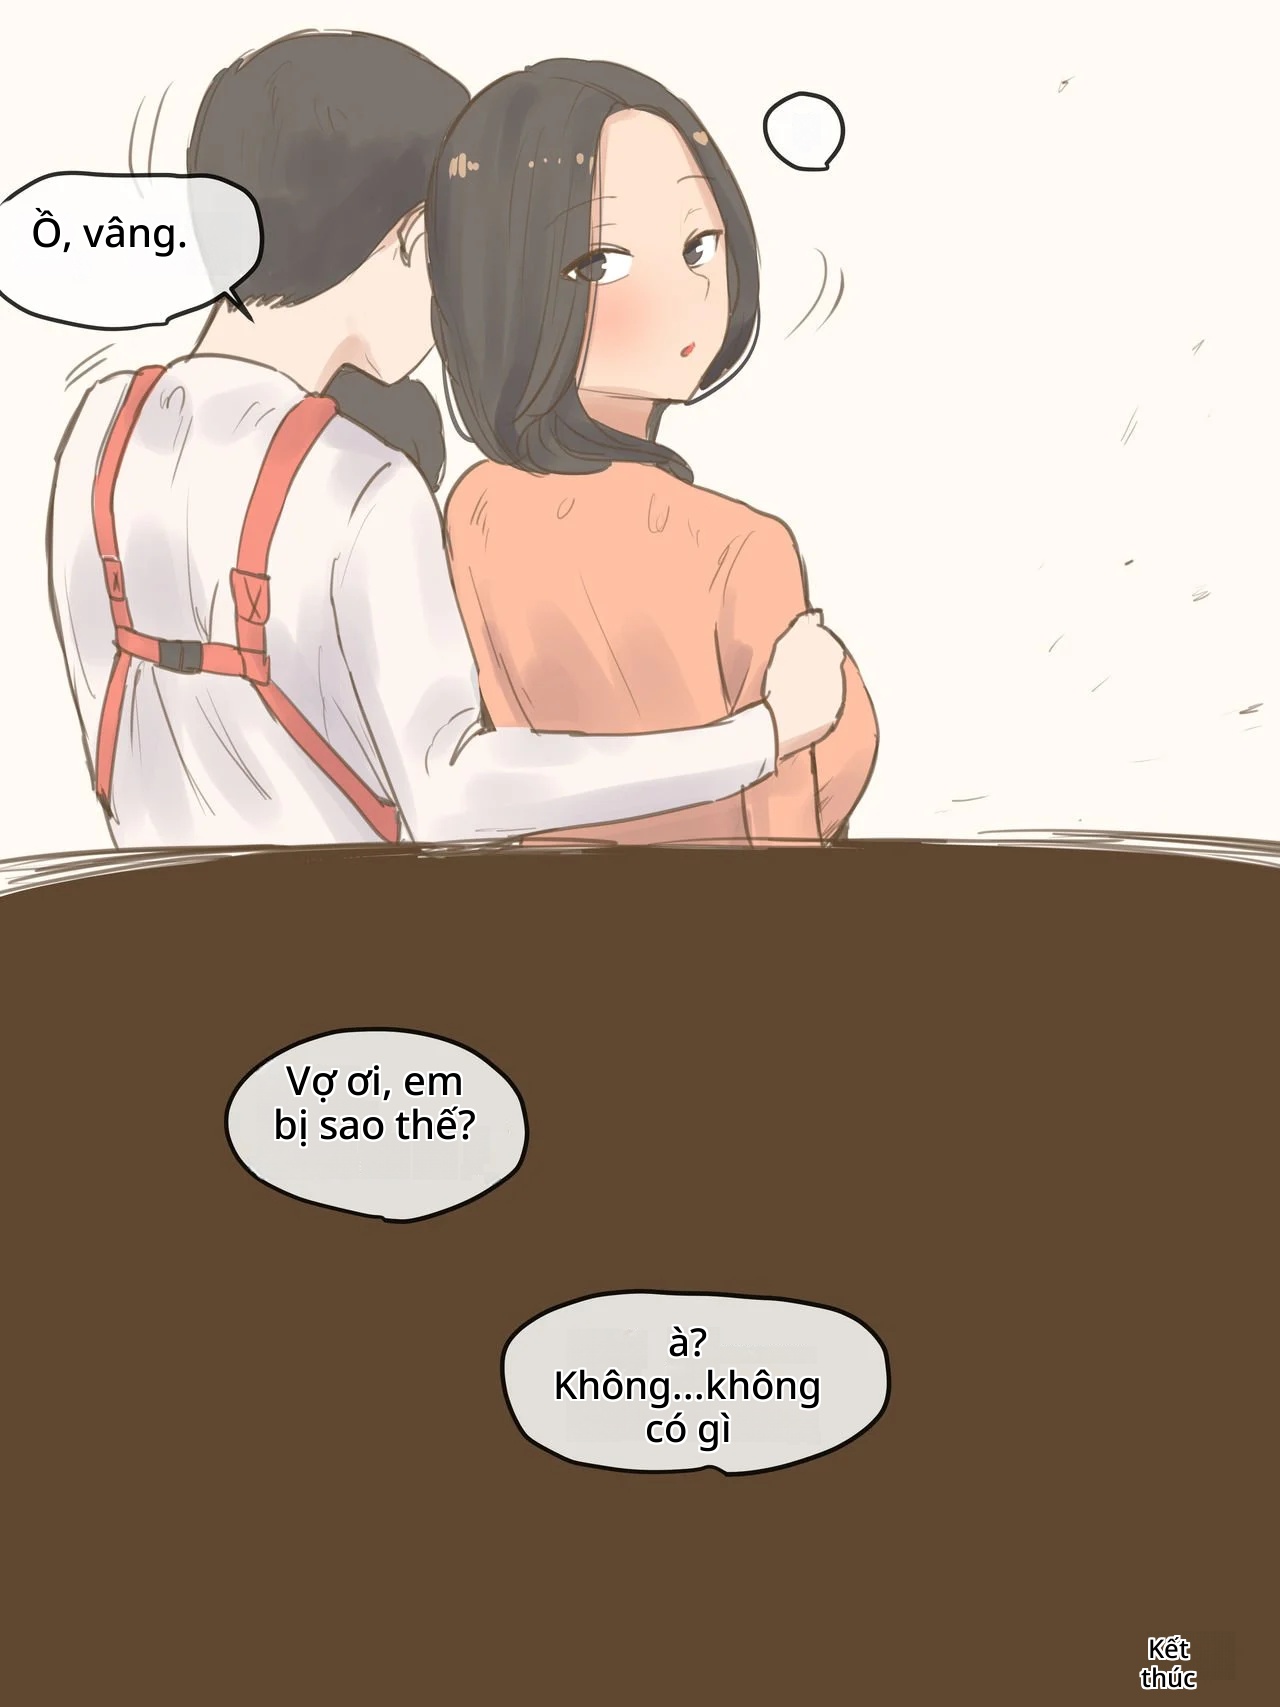 Ồ, vâng.
Vợ ơi, em
bị sao thế?
à?
Không...không
có gì
Kết
thúc